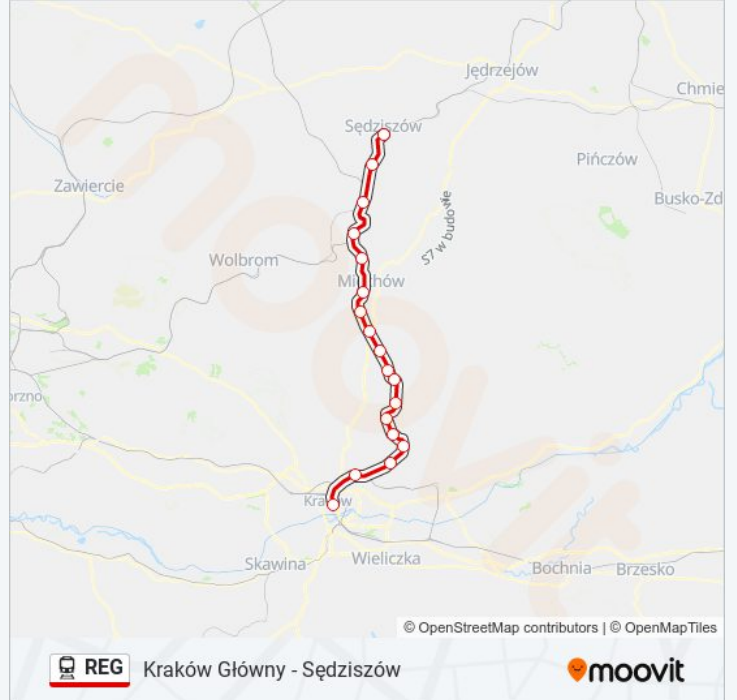 Jędrzejów
Chmie
Sędziszów
Pińczów
Zawiercie
Busko-Zd
S7 w budowie
Wolbrom
Miechów
orzno
Kraków
Wieliczka
Skawina
Bochnia
Brzesko
© OpenStreetMap contributors | © OpenMapTiles
REG
Kraków Główny - Sędziszów
moovit